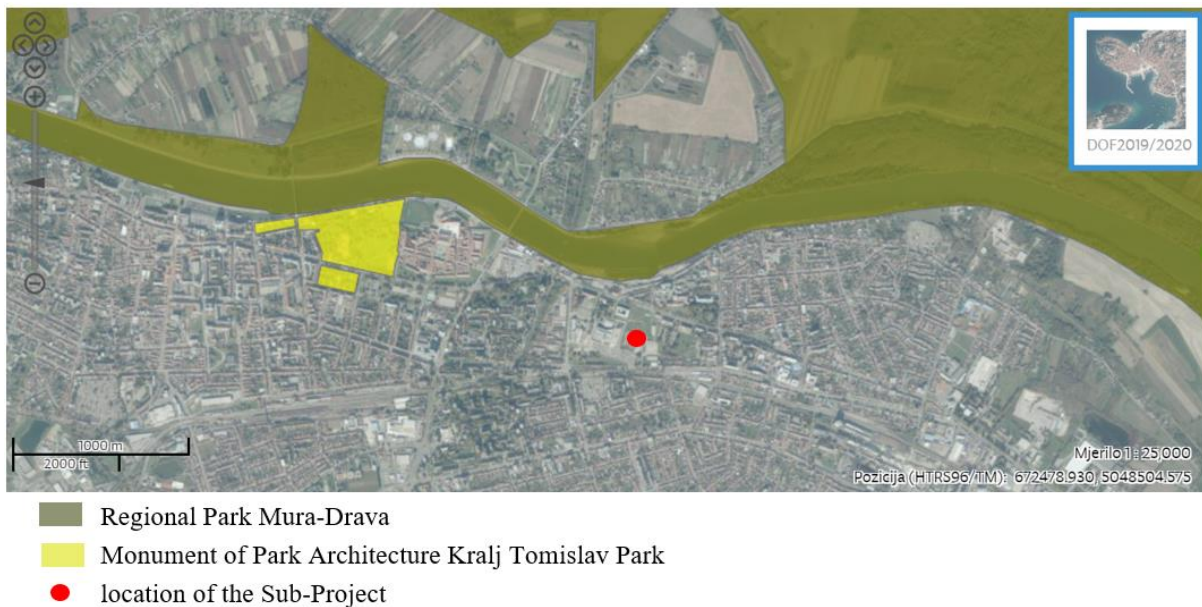 DOF2019/2020
1000 m
2000 ft
Mjerilo 1 : 25 000
Pozicija (HTRS96/TM): 672478.930, 5048504.575
Regional Park Mura-Drava
Monument of Park Architecture Kralj Tomislav Park
location of the Sub-Project